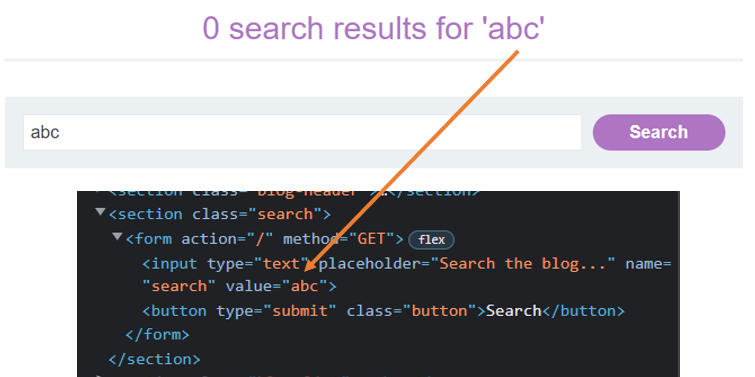 0 search results for 'abc'
abc
Search
<section class="blog-header">…</section>
<section class="search">
<form action="/" method="GET"> flex
<input type="text" placeholder="Search the blog..." name=
"search" value="abc">
<button type="submit" class="button">Search</button>
</form>
</section>